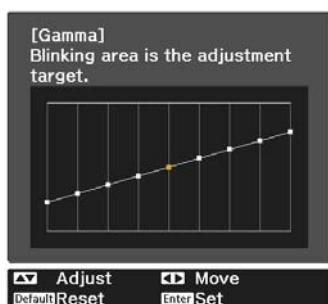 [Gamma]
Blinking area is the adjustment
target.
Adjust Move
Default Reset Enter Set